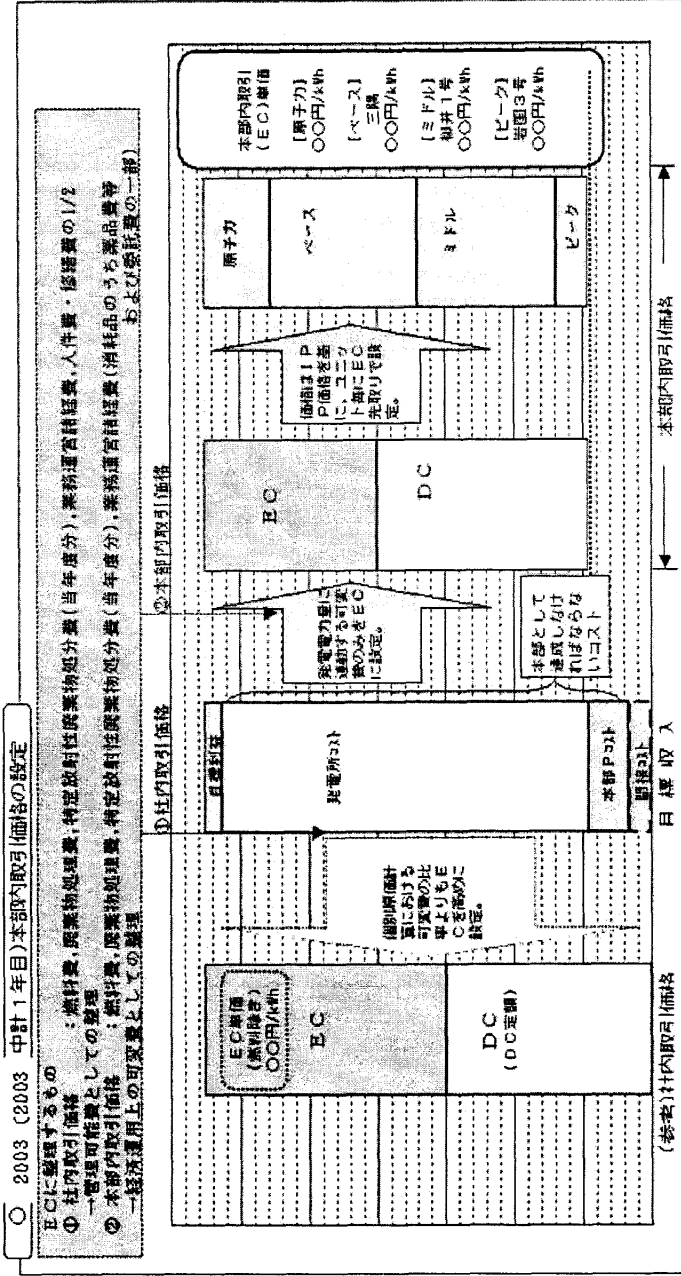 ○ 2003 (2003 中計1年目)本部内取引価格の設定
ECに整理するもの
① 社内取引価格 :燃料費,廃棄物処理費,特定放射性廃棄物処分費(当年度分),業務運営諸経費,人件費・修繕費の1/2
→管理可能費としての整理
② 本部内取引価格 :燃料費,廃棄物処理費,特定放射性廃棄物処分費(当年度分),業務運営諸経費(消耗品のうち薬品費等
および委託費の一部)
→経済運用上の可変費としての整理
①社内取引価格
②本部内取引価格
EC単価
(燃料除き)
○○円/kWh
EC
DC
(DC定額)
(参考)社内取引価格
個別原価計
算における
可変費の比
率よりもE
Cを高めに
設定。
目標利益
発電所コスト
本部Pコスト
間接コスト
目標収入
本部として
達成しなけ
ればならな
いコスト
発電電力量に
連動する可変
費のみをEC
に設定。
EC
DC
価格はIP
P価格を基
に、ユニッ
ト毎にEC
先取りで設
定。
原子力
ベース
ミドル
ピーク
本部内取引価格
本部内取引
(EC)単価
[原子力]
○○円/kWh
[ベース]
三隅
○○円/kWh
[ミドル]
柳井1号
○○円/kWh
[ピーク]
岩国3号
○○円/kWh